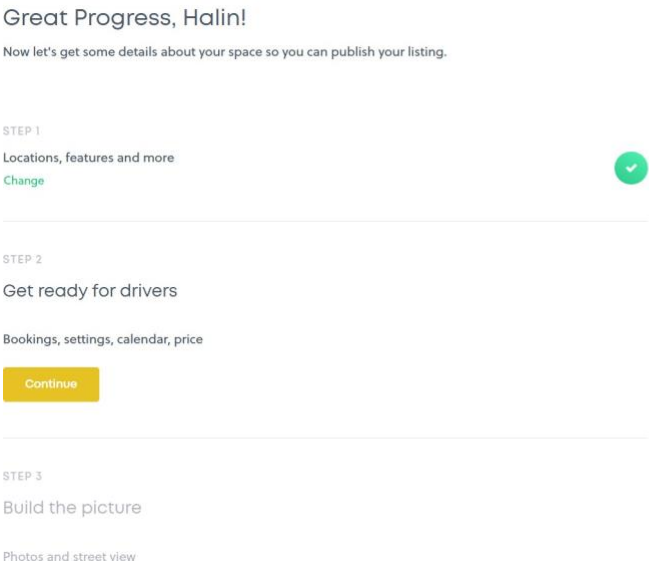 Great Progress, Halin!
Now let's get some details about your space so you can publish your listing.
STEP 1
Locations, features and more
Change
STEP 2
Get ready for drivers
Bookings, settings, calendar, price
Continue
STEP 3
Build the picture
Photos and street view